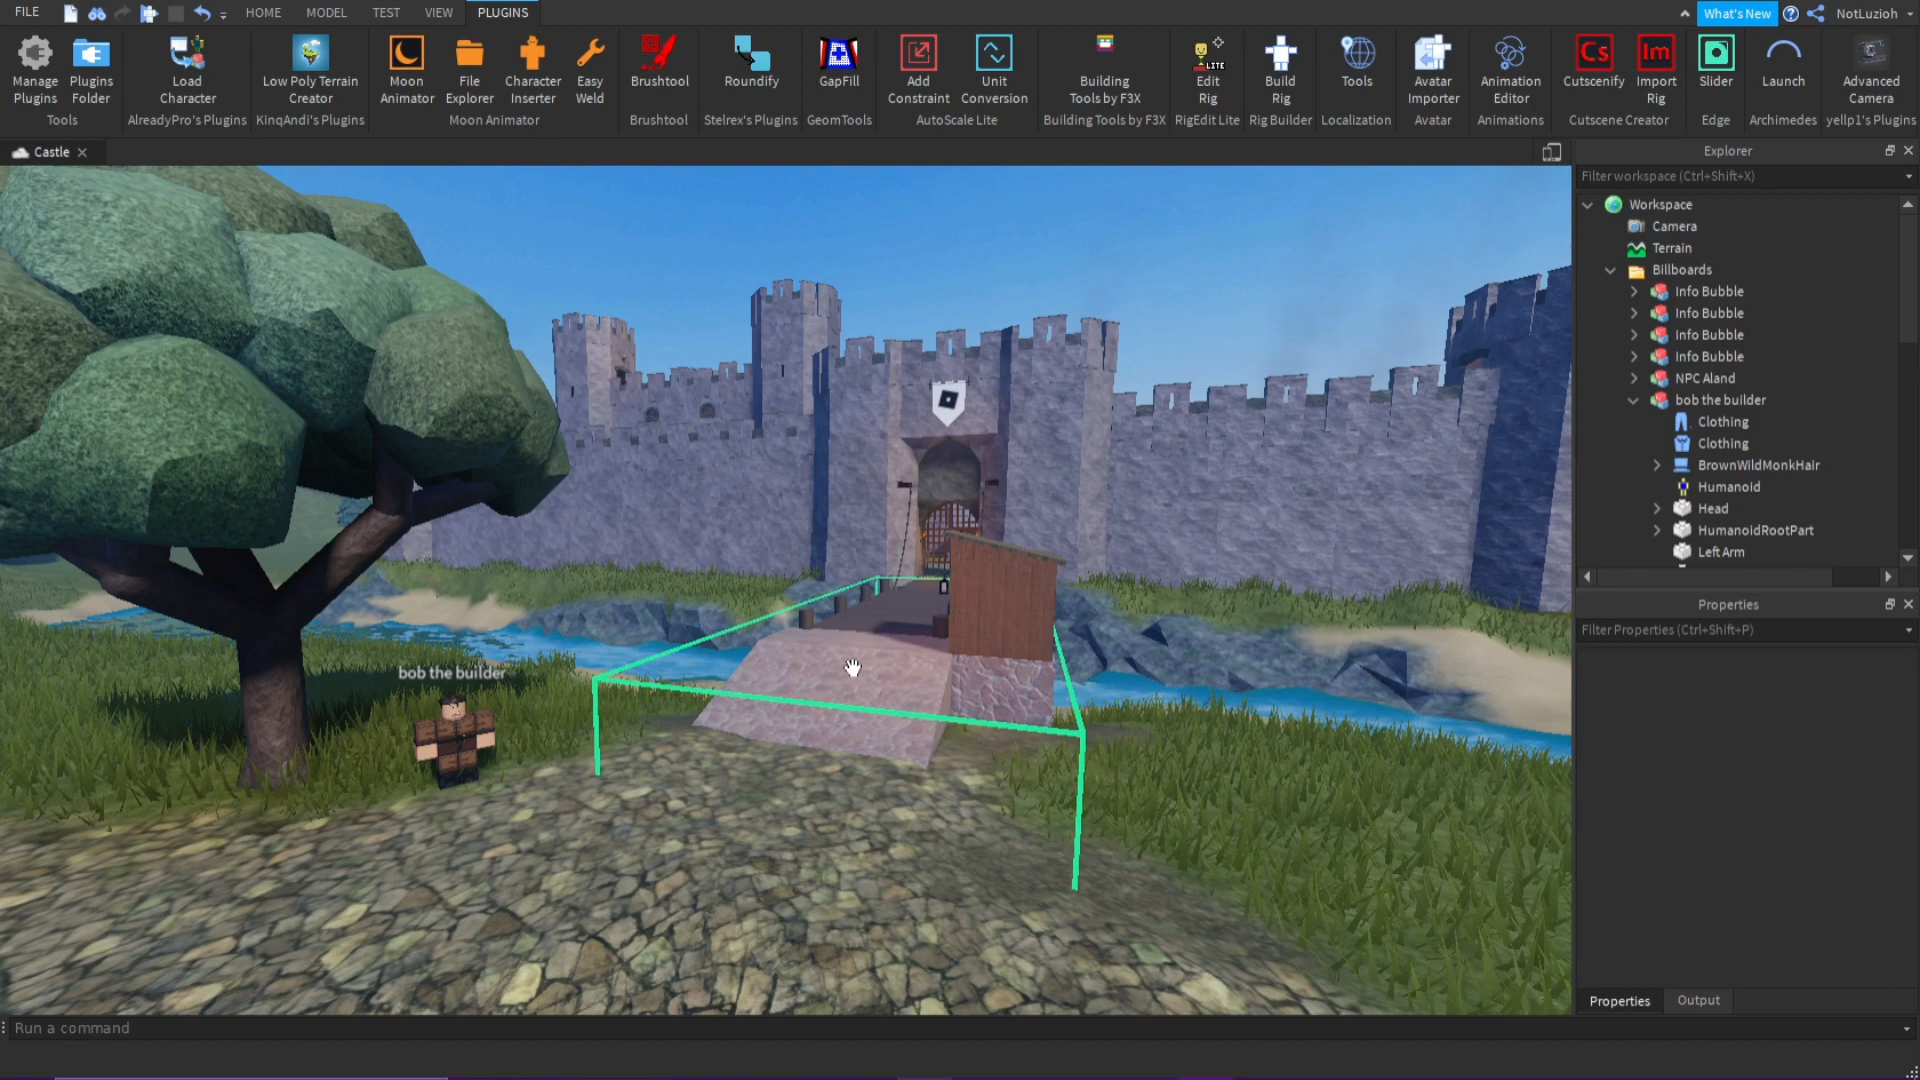 FILE HOME MODEL TEST VIEW PLUGINS What's New NotLuzioh
Manage Plugins
Plugins Folder
Load Character
Low Poly Terrain Creator
Moon Animator
File Explorer
Character Inserter
Easy Weld
Brushtool
Roundify
GapFill
Add Constraint
Unit Conversion
Building Tools by F3X
LITE
Edit Rig
Build Rig
Tools
Avatar Importer
Animation Editor
Cs
Cutscenify
Im
Import Rig
Slider
Launch
Advanced Camera
Tools
AlreadyPro's Plugins
KinqAndi's Plugins
Moon Animator
Brushtool
Stelrex's Plugins
GeomTools
AutoScale Lite
Building Tools by F3X
RigEdit Lite
Rig Builder
Localization
Avatar
Animations
Cutscene Creator
Edge
Archimedes
yellp1's Plugins
Castle
Explorer
Filter workspace (Ctrl+Shift+X)
Workspace
Camera
Terrain
Billboards
Info Bubble
Info Bubble
Info Bubble
Info Bubble
NPC Aland
bob the builder
Clothing
Clothing
BrownWildMonkHair
Humanoid
Head
HumanoidRootPart
Left Arm
Properties
Filter Properties (Ctrl+Shift+P)
bob the builder
Properties Output
Run a command